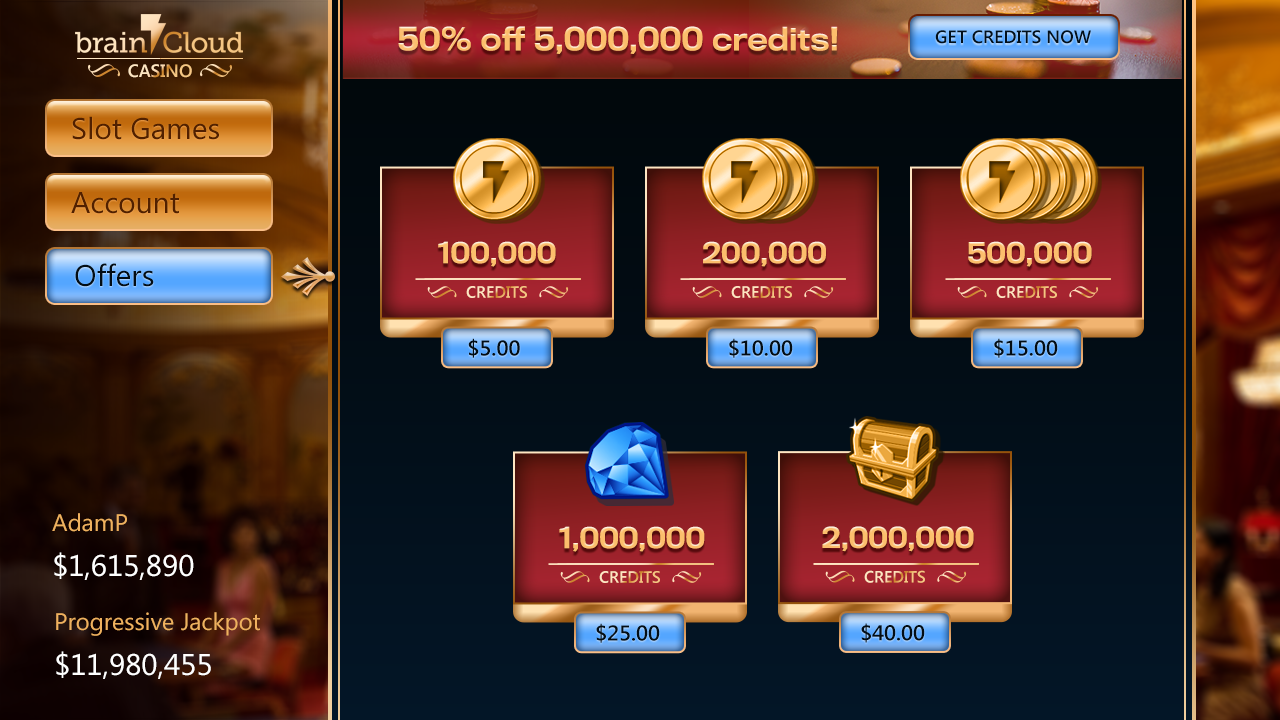 brainCloud
CASINO
Slot Games
Account
Offers
AdamP
$1,615,890
Progressive Jackpot
$11,980,455
50% off 5,000,000 credits!
GET CREDITS NOW
100,000
CREDITS
$5.00
200,000
CREDITS
$10.00
500,000
CREDITS
$15.00
1,000,000
CREDITS
$25.00
2,000,000
CREDITS
$40.00